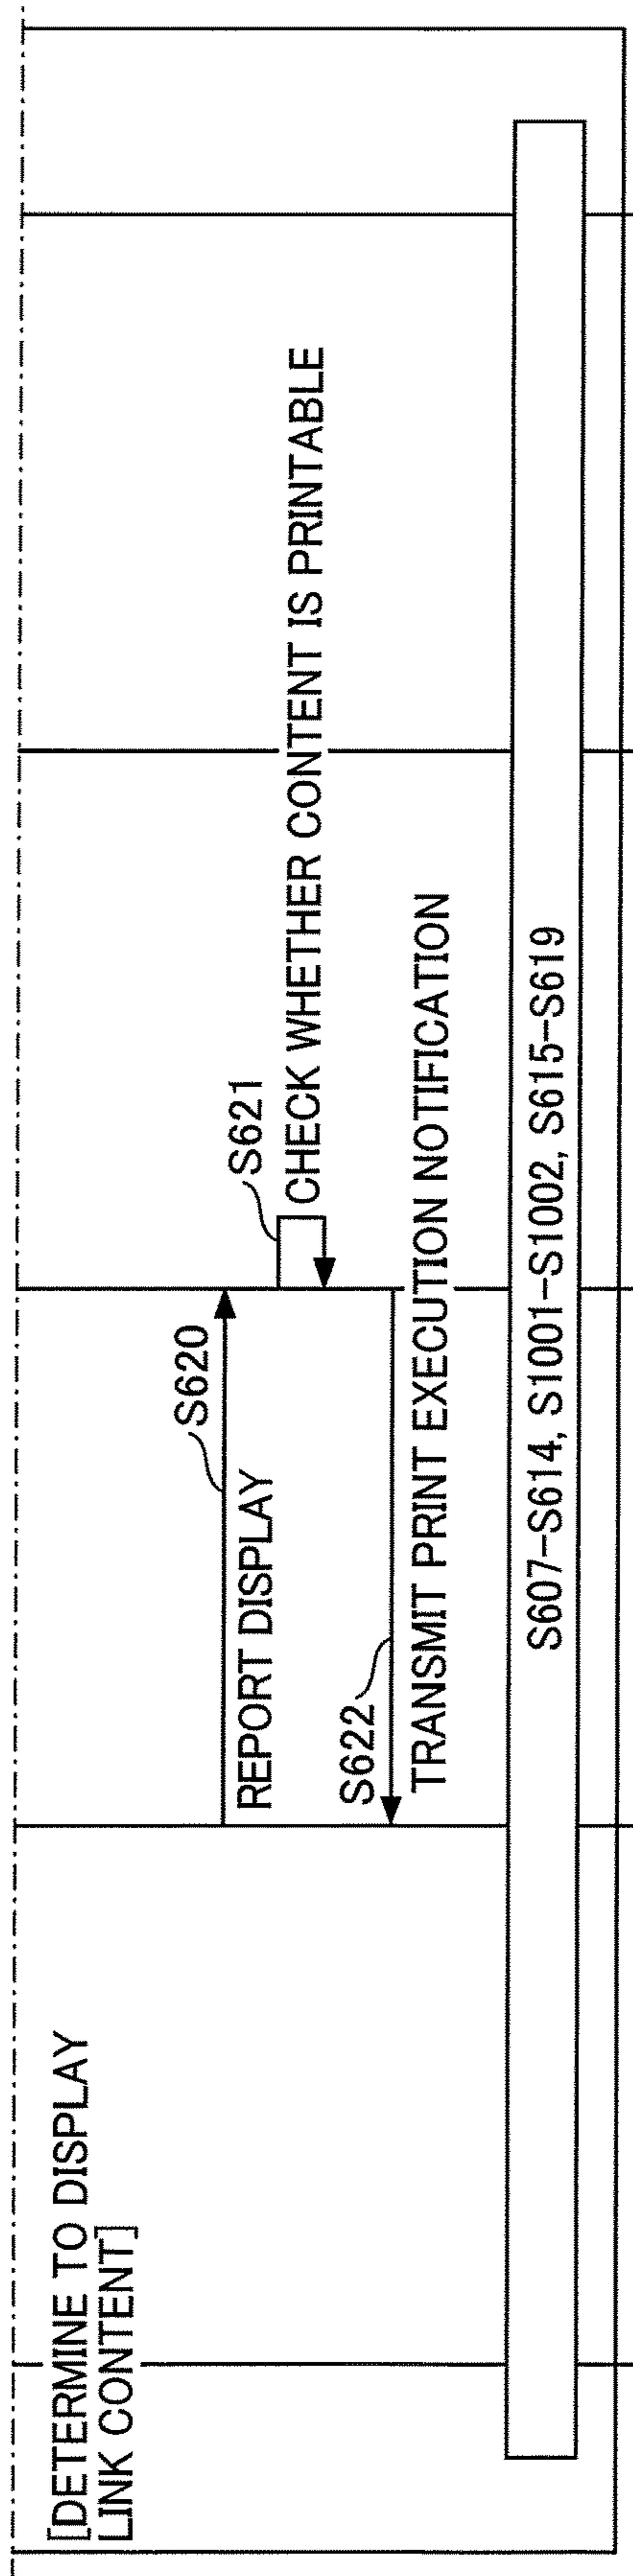 [DETERMINE TO DISPLAY
LINK CONTENT]
S620
REPORT DISPLAY
S621
CHECK WHETHER CONTENT IS PRINTABLE
S622
TRANSMIT PRINT EXECUTION NOTIFICATION
S607-S614, S1001-S1002, S615-S619